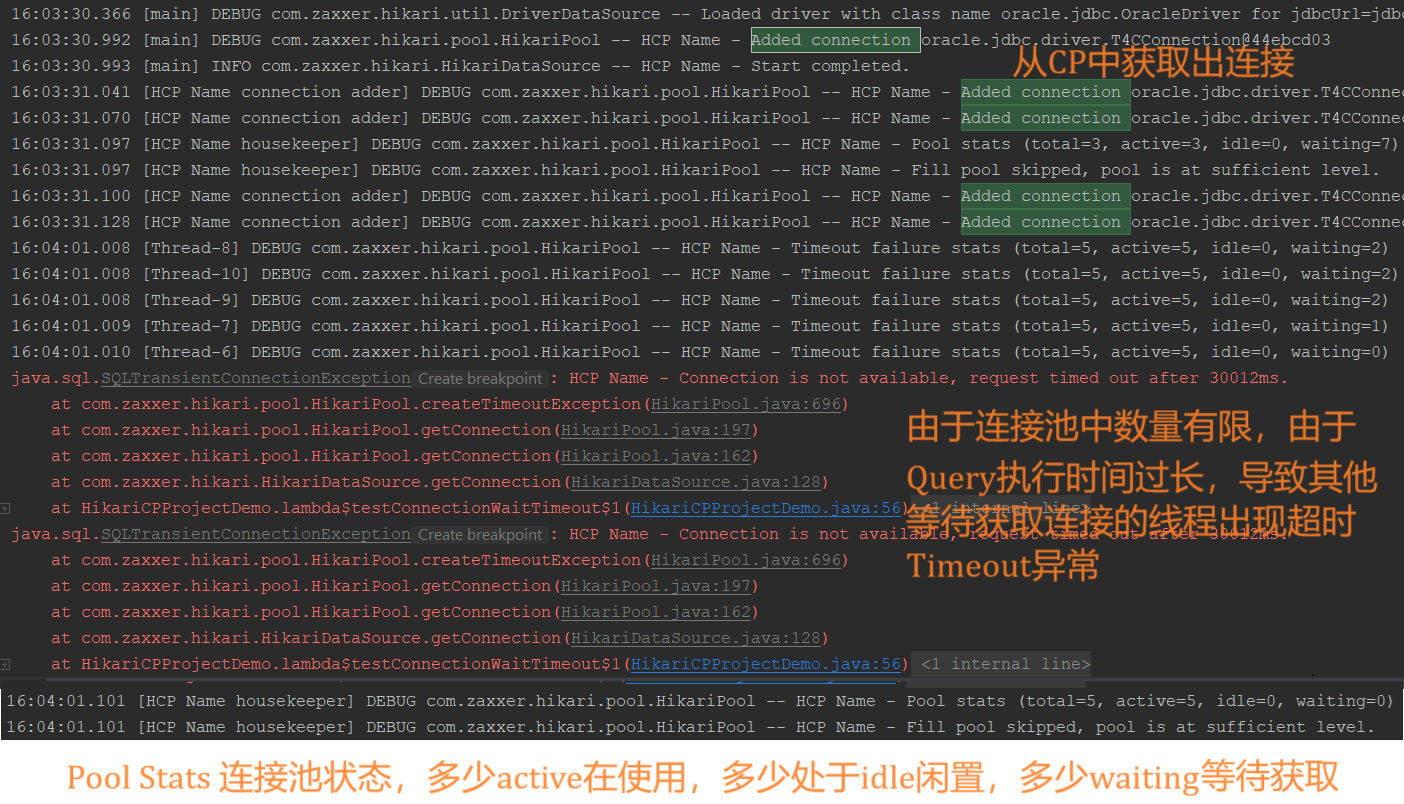 16:03:30.366 [main] DEBUG com.zaxxer.hikari.util.DriverDataSource -- Loaded driver with class name oracle.jdbc.OracleDriver for jdbcUrl=jdbc
16:03:30.992 [main] DEBUG com.zaxxer.hikari.pool.HikariPool -- HCP Name - Added connection oracle.jdbc.driver.T4CConnection@44ebcd03
从CP中获取出连接
16:03:30.993 [main] INFO com.zaxxer.hikari.HikariDataSource -- HCP Name - Start completed.
16:03:31.041 [HCP Name connection adder] DEBUG com.zaxxer.hikari.pool.HikariPool -- HCP Name - Added connection oracle.jdbc.driver.T4CConnec
16:03:31.070 [HCP Name connection adder] DEBUG com.zaxxer.hikari.pool.HikariPool -- HCP Name - Added connection oracle.jdbc.driver.T4CConnec
16:03:31.097 [HCP Name housekeeper] DEBUG com.zaxxer.hikari.pool.HikariPool -- HCP Name - Pool stats (total=3, active=3, idle=0, waiting=7)
16:03:31.097 [HCP Name housekeeper] DEBUG com.zaxxer.hikari.pool.HikariPool -- HCP Name - Fill pool skipped, pool is at sufficient level.
16:03:31.100 [HCP Name connection adder] DEBUG com.zaxxer.hikari.pool.HikariPool -- HCP Name - Added connection oracle.jdbc.driver.T4CConnec
16:03:31.128 [HCP Name connection adder] DEBUG com.zaxxer.hikari.pool.HikariPool -- HCP Name - Added connection oracle.jdbc.driver.T4CConnec
16:04:01.008 [Thread-8] DEBUG com.zaxxer.hikari.pool.HikariPool -- HCP Name - Timeout failure stats (total=5, active=5, idle=0, waiting=2)
16:04:01.008 [Thread-10] DEBUG com.zaxxer.hikari.pool.HikariPool -- HCP Name - Timeout failure stats (total=5, active=5, idle=0, waiting=2)
16:04:01.008 [Thread-9] DEBUG com.zaxxer.hikari.pool.HikariPool -- HCP Name - Timeout failure stats (total=5, active=5, idle=0, waiting=2)
16:04:01.009 [Thread-7] DEBUG com.zaxxer.hikari.pool.HikariPool -- HCP Name - Timeout failure stats (total=5, active=5, idle=0, waiting=1)
16:04:01.010 [Thread-6] DEBUG com.zaxxer.hikari.pool.HikariPool -- HCP Name - Timeout failure stats (total=5, active=5, idle=0, waiting=0)
java.sql.SQLTransientConnectionException Create breakpoint : HCP Name - Connection is not available, request timed out after 30012ms.
at com.zaxxer.hikari.pool.HikariPool.createTimeoutException(HikariPool.java:696)
at com.zaxxer.hikari.pool.HikariPool.getConnection(HikariPool.java:197)
at com.zaxxer.hikari.pool.HikariPool.getConnection(HikariPool.java:162)
at com.zaxxer.hikari.HikariDataSource.getConnection(HikariDataSource.java:128)
at HikariCPProjectDemo.lambda$testConnectionWaitTimeout$1(HikariCPProjectDemo.java:56) <1 internal line>
由于连接池中数量有限，由于
Query执行时间过长，导致其他
等待获取连接的线程出现超时
Timeout异常
java.sql.SQLTransientConnectionException Create breakpoint : HCP Name - Connection is not available, request timed out after 30012ms.
at com.zaxxer.hikari.pool.HikariPool.createTimeoutException(HikariPool.java:696)
at com.zaxxer.hikari.pool.HikariPool.getConnection(HikariPool.java:197)
at com.zaxxer.hikari.pool.HikariPool.getConnection(HikariPool.java:162)
at com.zaxxer.hikari.HikariDataSource.getConnection(HikariDataSource.java:128)
at HikariCPProjectDemo.lambda$testConnectionWaitTimeout$1(HikariCPProjectDemo.java:56) <1 internal line>
16:04:01.101 [HCP Name housekeeper] DEBUG com.zaxxer.hikari.pool.HikariPool -- HCP Name - Pool stats (total=5, active=5, idle=0, waiting=0)
16:04:01.101 [HCP Name housekeeper] DEBUG com.zaxxer.hikari.pool.HikariPool -- HCP Name - Fill pool skipped, pool is at sufficient level.
Pool Stats 连接池状态，多少active在使用，多少处于idle闲置，多少waiting等待获取